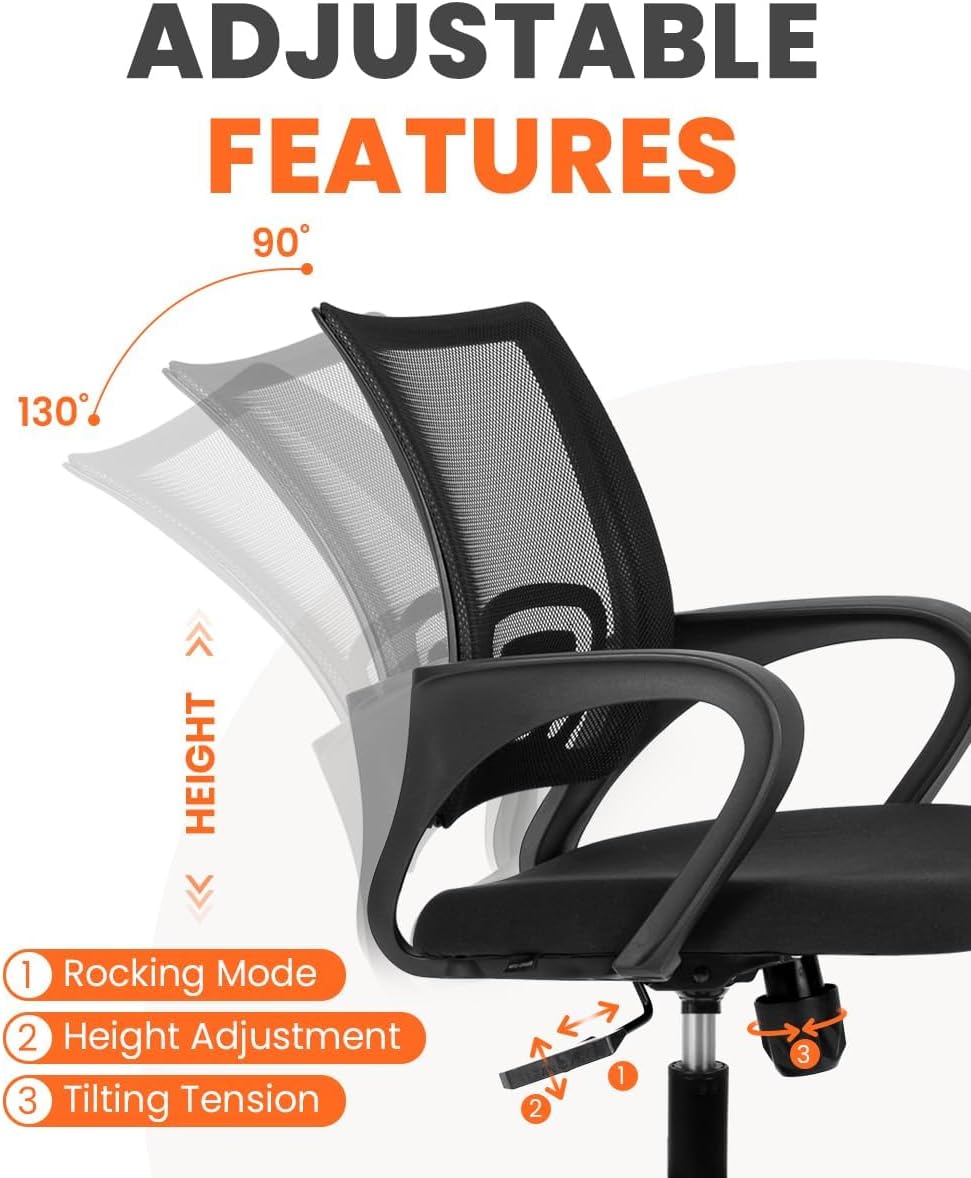 ADJUSTABLE
FEATURES
90°
130°
HEIGHT
1 Rocking Mode
2 Height Adjustment
3 Tilting Tension
1
2
3